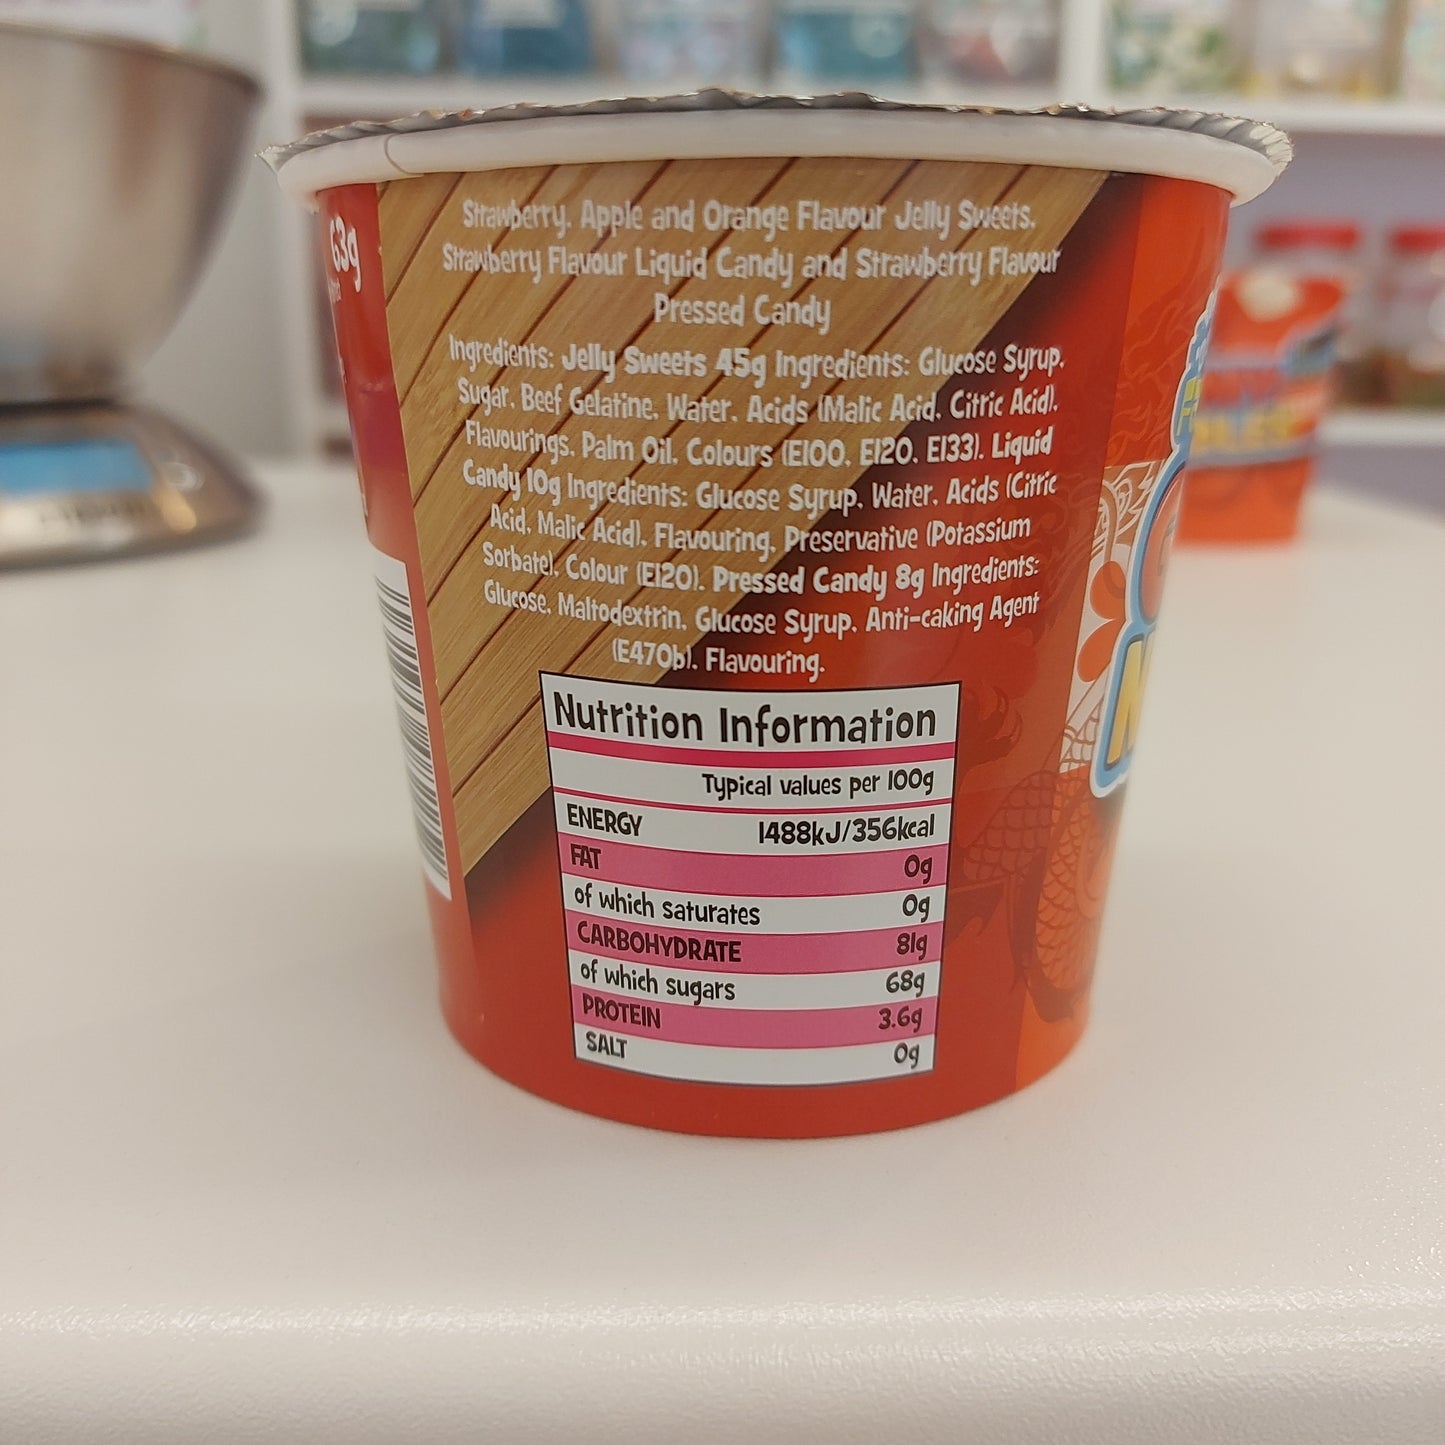 63g
Strawberry, Apple and Orange Flavour Jelly Sweets,
Strawberry Flavour Liquid Candy and Strawberry Flavour
Pressed Candy
Ingredients: Jelly Sweets 45g Ingredients: Glucose Syrup,
Sugar, Beef Gelatine, Water, Acids (Malic Acid, Citric Acid),
Flavourings, Palm Oil, Colours (E100, E120, E133). Liquid
Candy 10g Ingredients: Glucose Syrup, Water, Acids (Citric
Acid, Malic Acid), Flavouring, Preservative (Potassium
Sorbate), Colour (E120). Pressed Candy 8g Ingredients:
Glucose, Maltodextrin, Glucose Syrup, Anti-caking Agent
(E470b), Flavouring.
Nutrition Information
Typical values per 100g
ENERGY 1488kJ/356kcal
FAT 0g
of which saturates 0g
CARBOHYDRATE 81g
of which sugars 68g
PROTEIN 3.6g
SALT 0g